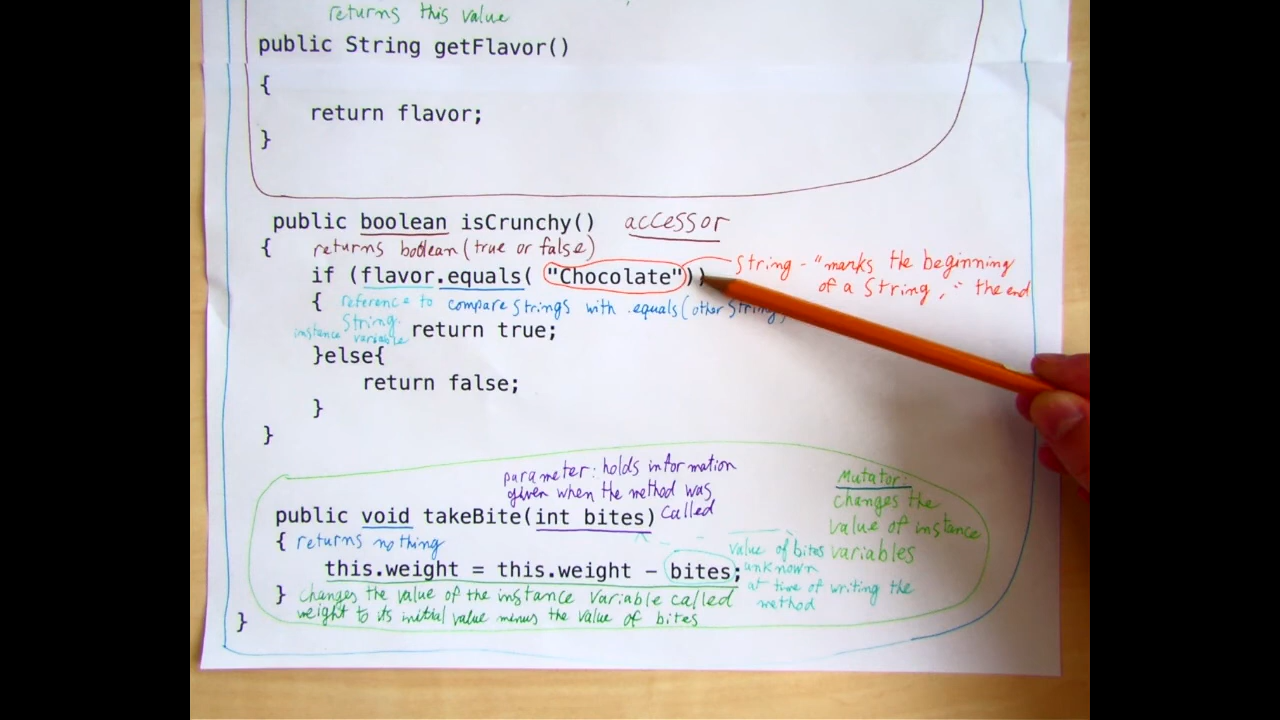 returns this value
public String getFlavor()
{
return flavor;
}
public boolean isCrunchy() accessor
{ returns boolean (true or false)
if (flavor.equals( "Chocolate")) String - " marks the beginning
of a String, " the end
{ reference to compare Strings with .equals(other String)
String
instance variable return true;
}else{
return false;
}
}
parameter: holds information
given when the method was
called
Mutator:
changes the
value of instance
variables
public void takeBite(int bites)
{ returns nothing
this.weight = this.weight - bites;
value of bites
unknown
at time of writing the
method
} changes the value of the instance variable called
weight to its initial value minus the value of bites
}